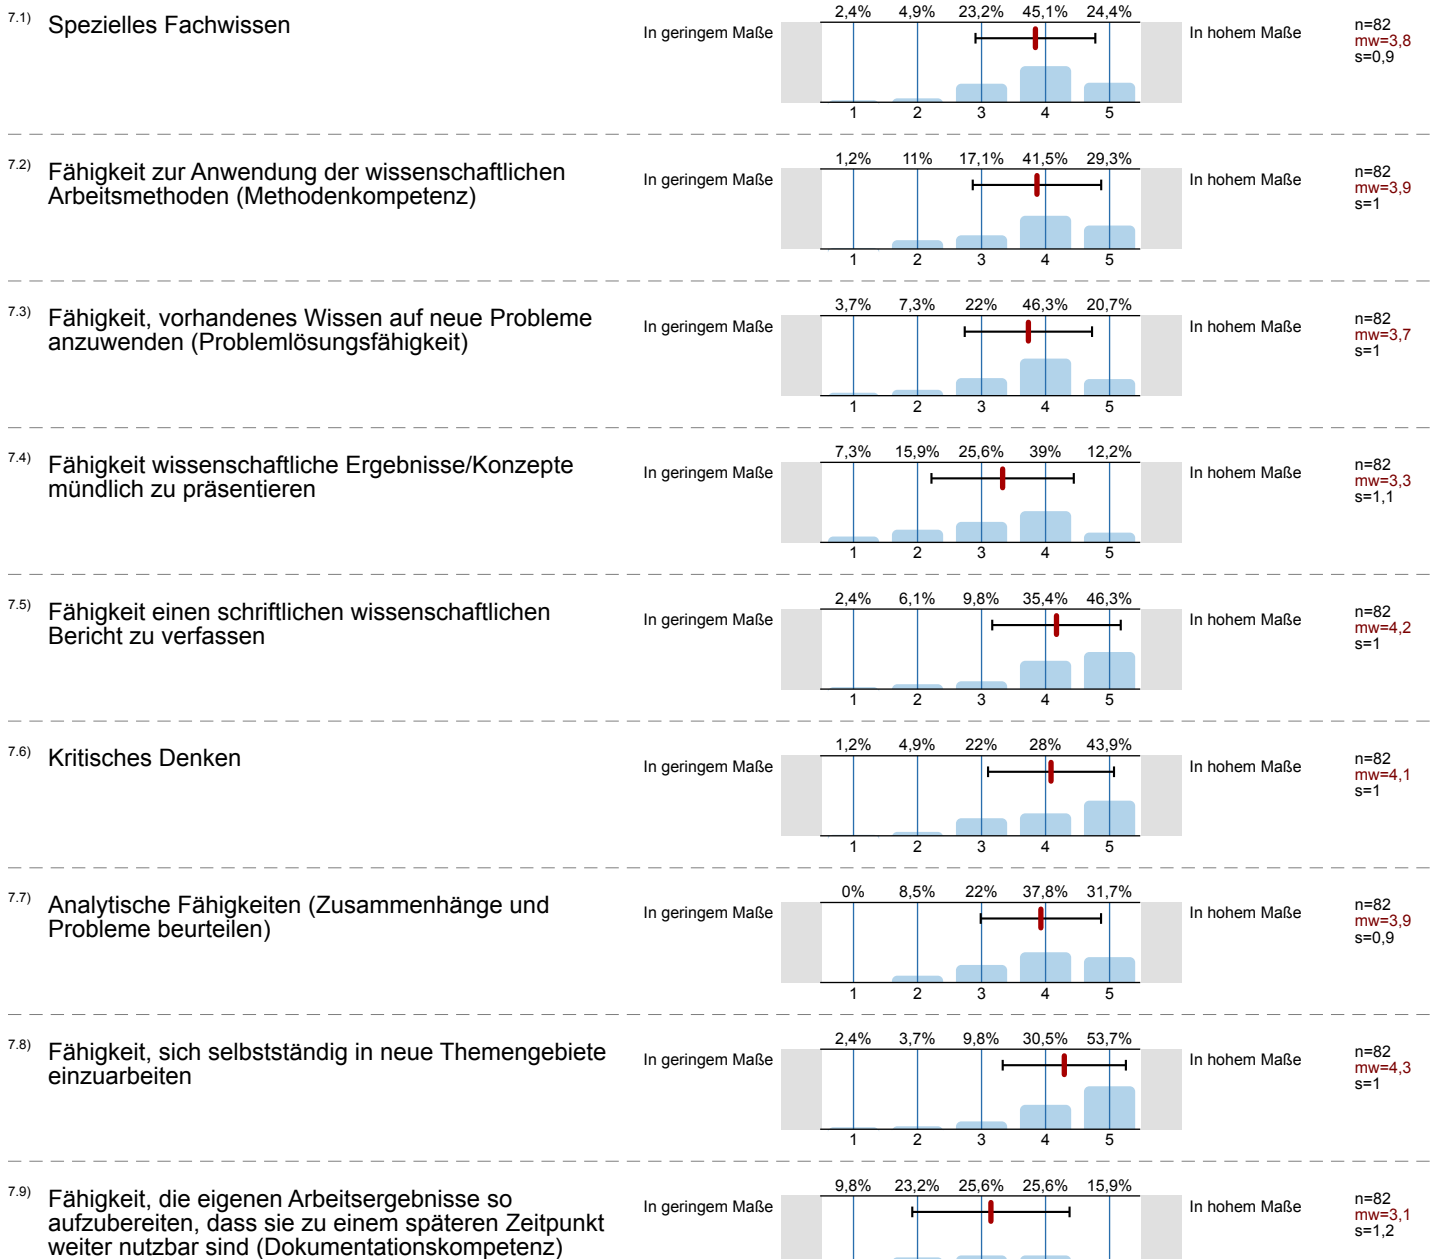 7.1) Spezielles Fachwissen
In geringem Maße
2,4% 4,9% 23,2% 45,1% 24,4%
1 2 3 4 5
In hohem Maße
n=82
mw=3,8
s=0,9
7.2) Fähigkeit zur Anwendung der wissenschaftlichen
Arbeitsmethoden (Methodenkompetenz)
In geringem Maße
1,2% 11% 17,1% 41,5% 29,3%
1 2 3 4 5
In hohem Maße
n=82
mw=3,9
s=1
7.3) Fähigkeit, vorhandenes Wissen auf neue Probleme
anzuwenden (Problemlösungsfähigkeit)
In geringem Maße
3,7% 7,3% 22% 46,3% 20,7%
1 2 3 4 5
In hohem Maße
n=82
mw=3,7
s=1
7.4) Fähigkeit wissenschaftliche Ergebnisse/Konzepte
mündlich zu präsentieren
In geringem Maße
7,3% 15,9% 25,6% 39% 12,2%
1 2 3 4 5
In hohem Maße
n=82
mw=3,3
s=1,1
7.5) Fähigkeit einen schriftlichen wissenschaftlichen
Bericht zu verfassen
In geringem Maße
2,4% 6,1% 9,8% 35,4% 46,3%
1 2 3 4 5
In hohem Maße
n=82
mw=4,2
s=1
7.6) Kritisches Denken
In geringem Maße
1,2% 4,9% 22% 28% 43,9%
1 2 3 4 5
In hohem Maße
n=82
mw=4,1
s=1
7.7) Analytische Fähigkeiten (Zusammenhänge und
Probleme beurteilen)
In geringem Maße
0% 8,5% 22% 37,8% 31,7%
1 2 3 4 5
In hohem Maße
n=82
mw=3,9
s=0,9
7.8) Fähigkeit, sich selbstständig in neue Themengebiete
einzuarbeiten
In geringem Maße
2,4% 3,7% 9,8% 30,5% 53,7%
1 2 3 4 5
In hohem Maße
n=82
mw=4,3
s=1
7.9) Fähigkeit, die eigenen Arbeitsergebnisse so
aufzubereiten, dass sie zu einem späteren Zeitpunkt
weiter nutzbar sind (Dokumentationskompetenz)
In geringem Maße
9,8% 23,2% 25,6% 25,6% 15,9%
In hohem Maße
n=82
mw=3,1
s=1,2